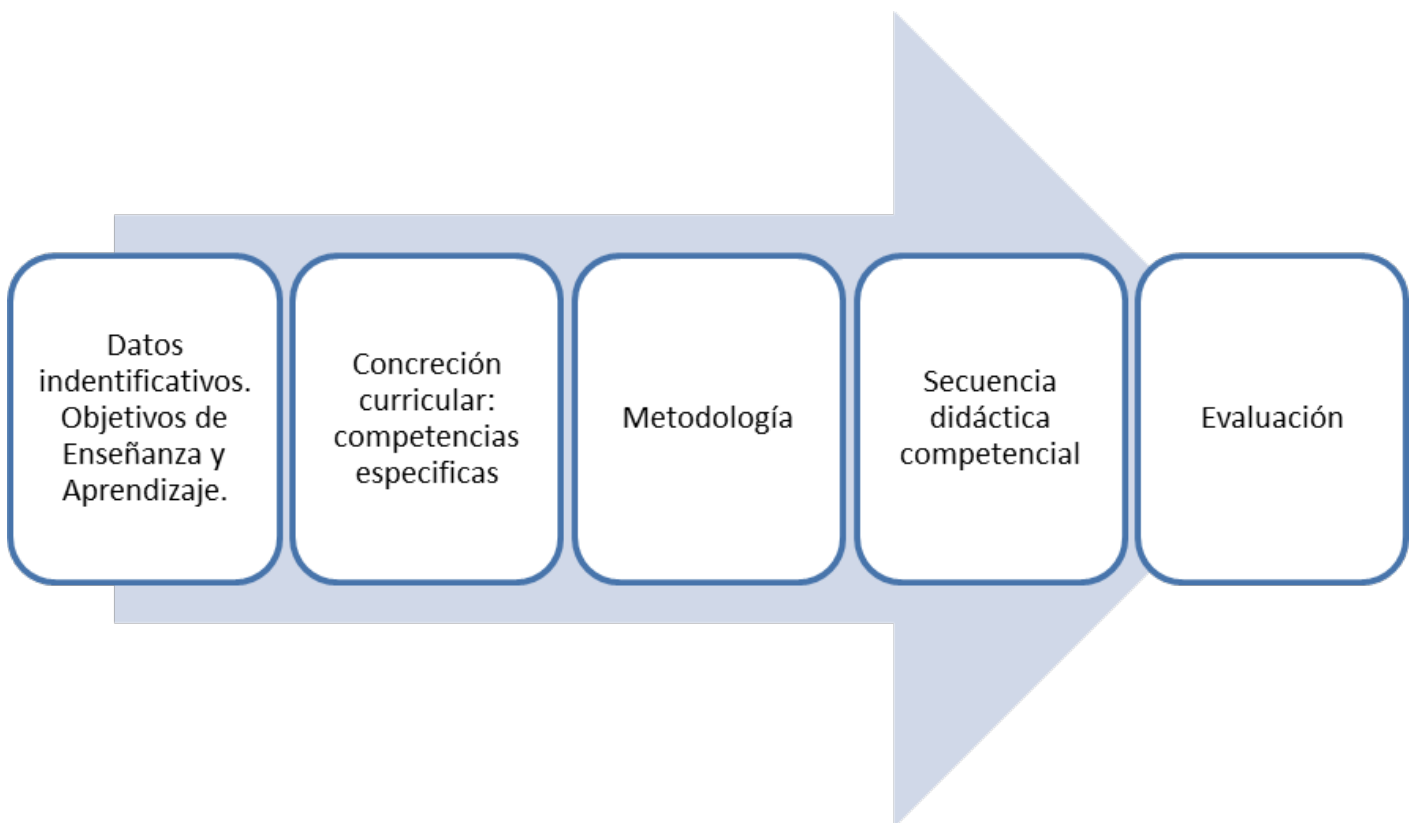 Datos
indentificativos.
Objetivos de
Enseñanza y
Aprendizaje.
Concreción
curricular:
competencias
especificas
Metodología
Secuencia
didáctica
competencial
Evaluación